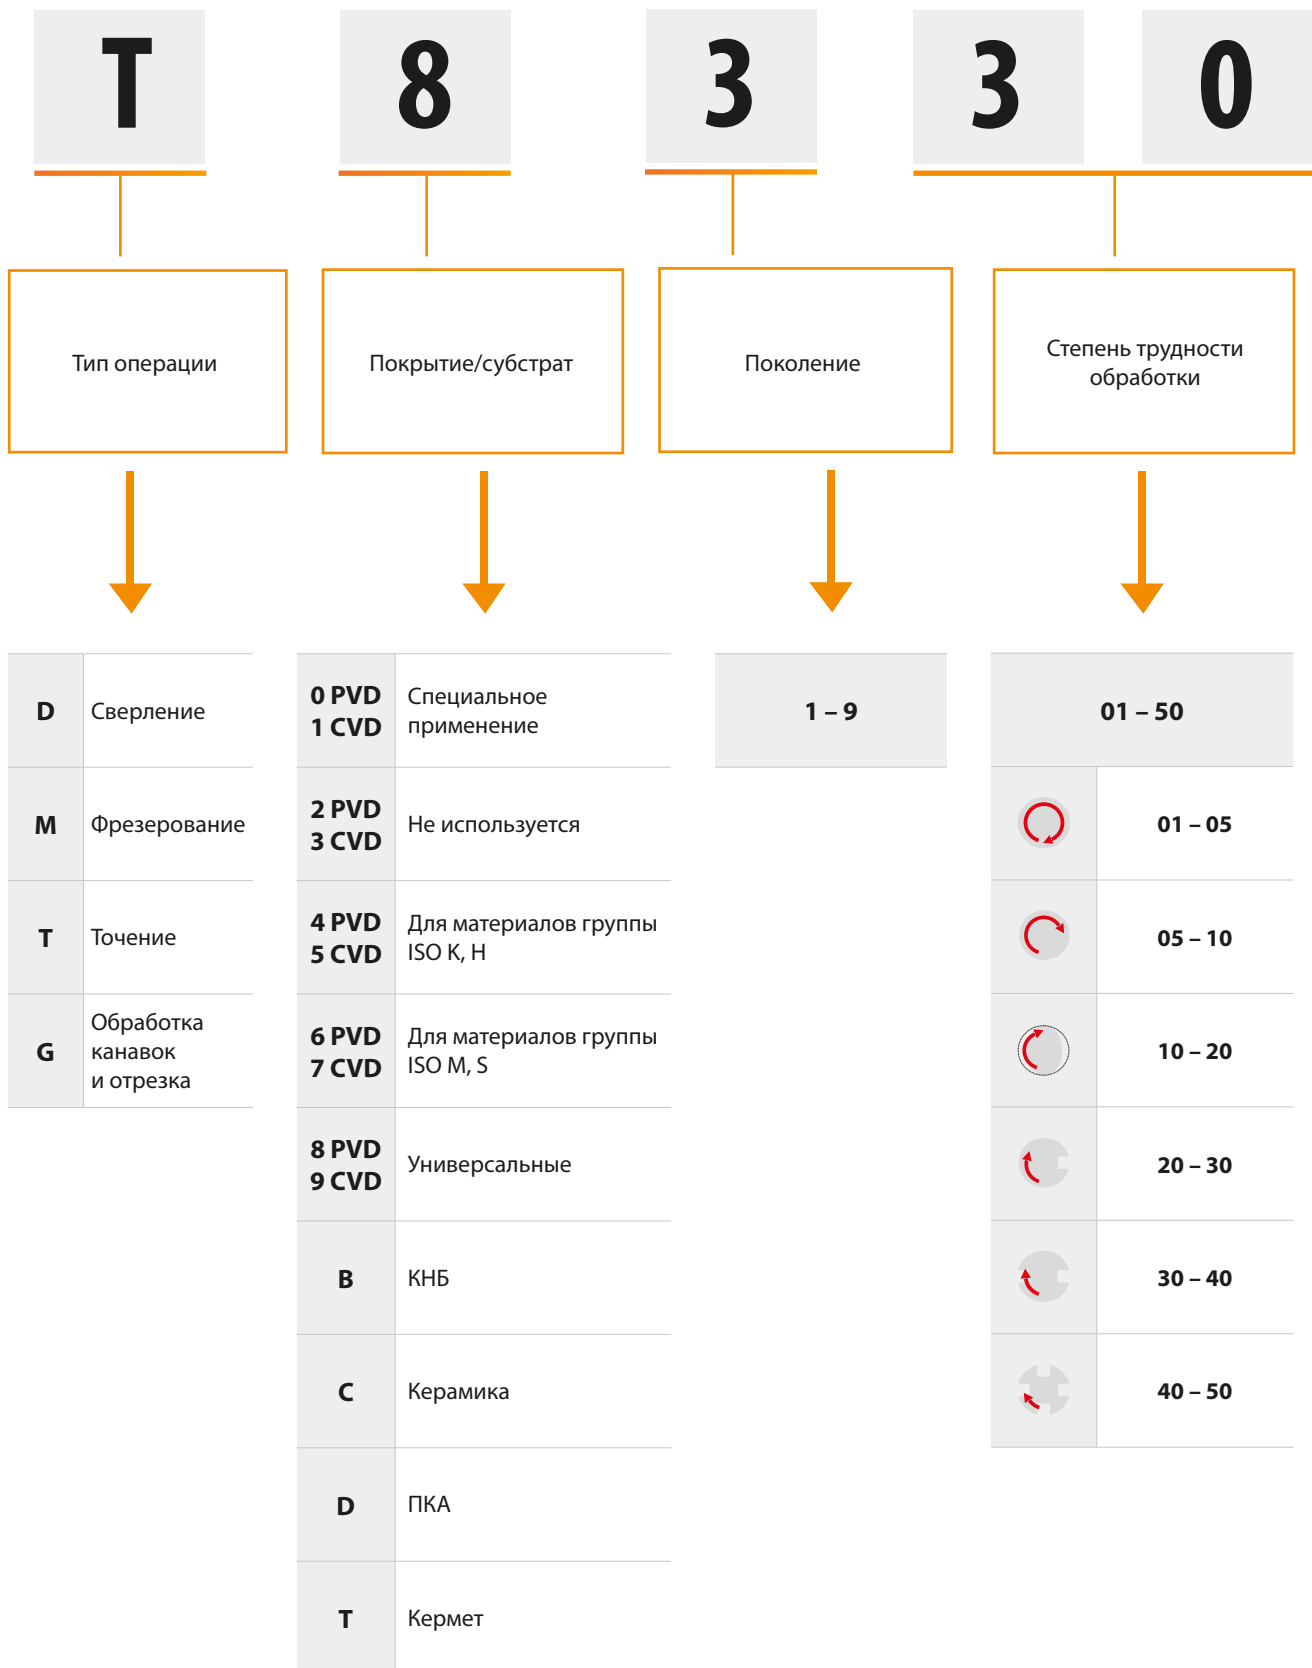 T 8 3 3 0
Тип операции
Покрытие/субстрат
Поколение
Степень трудности
обработки
D Сверление
M Фрезерование
T Точение
G Обработка
канавок
и отрезка
0 PVD
1 CVD
Специальное
применение
2 PVD
3 CVD
Не используется
4 PVD
5 CVD
Для материалов группы
ISO K, H
6 PVD
7 CVD
Для материалов группы
ISO M, S
8 PVD
9 CVD
Универсальные
B КНБ
C Керамика
D ПКА
T Кермет
1 – 9
01 – 50
01 – 05
05 – 10
10 – 20
20 – 30
30 – 40
40 – 50